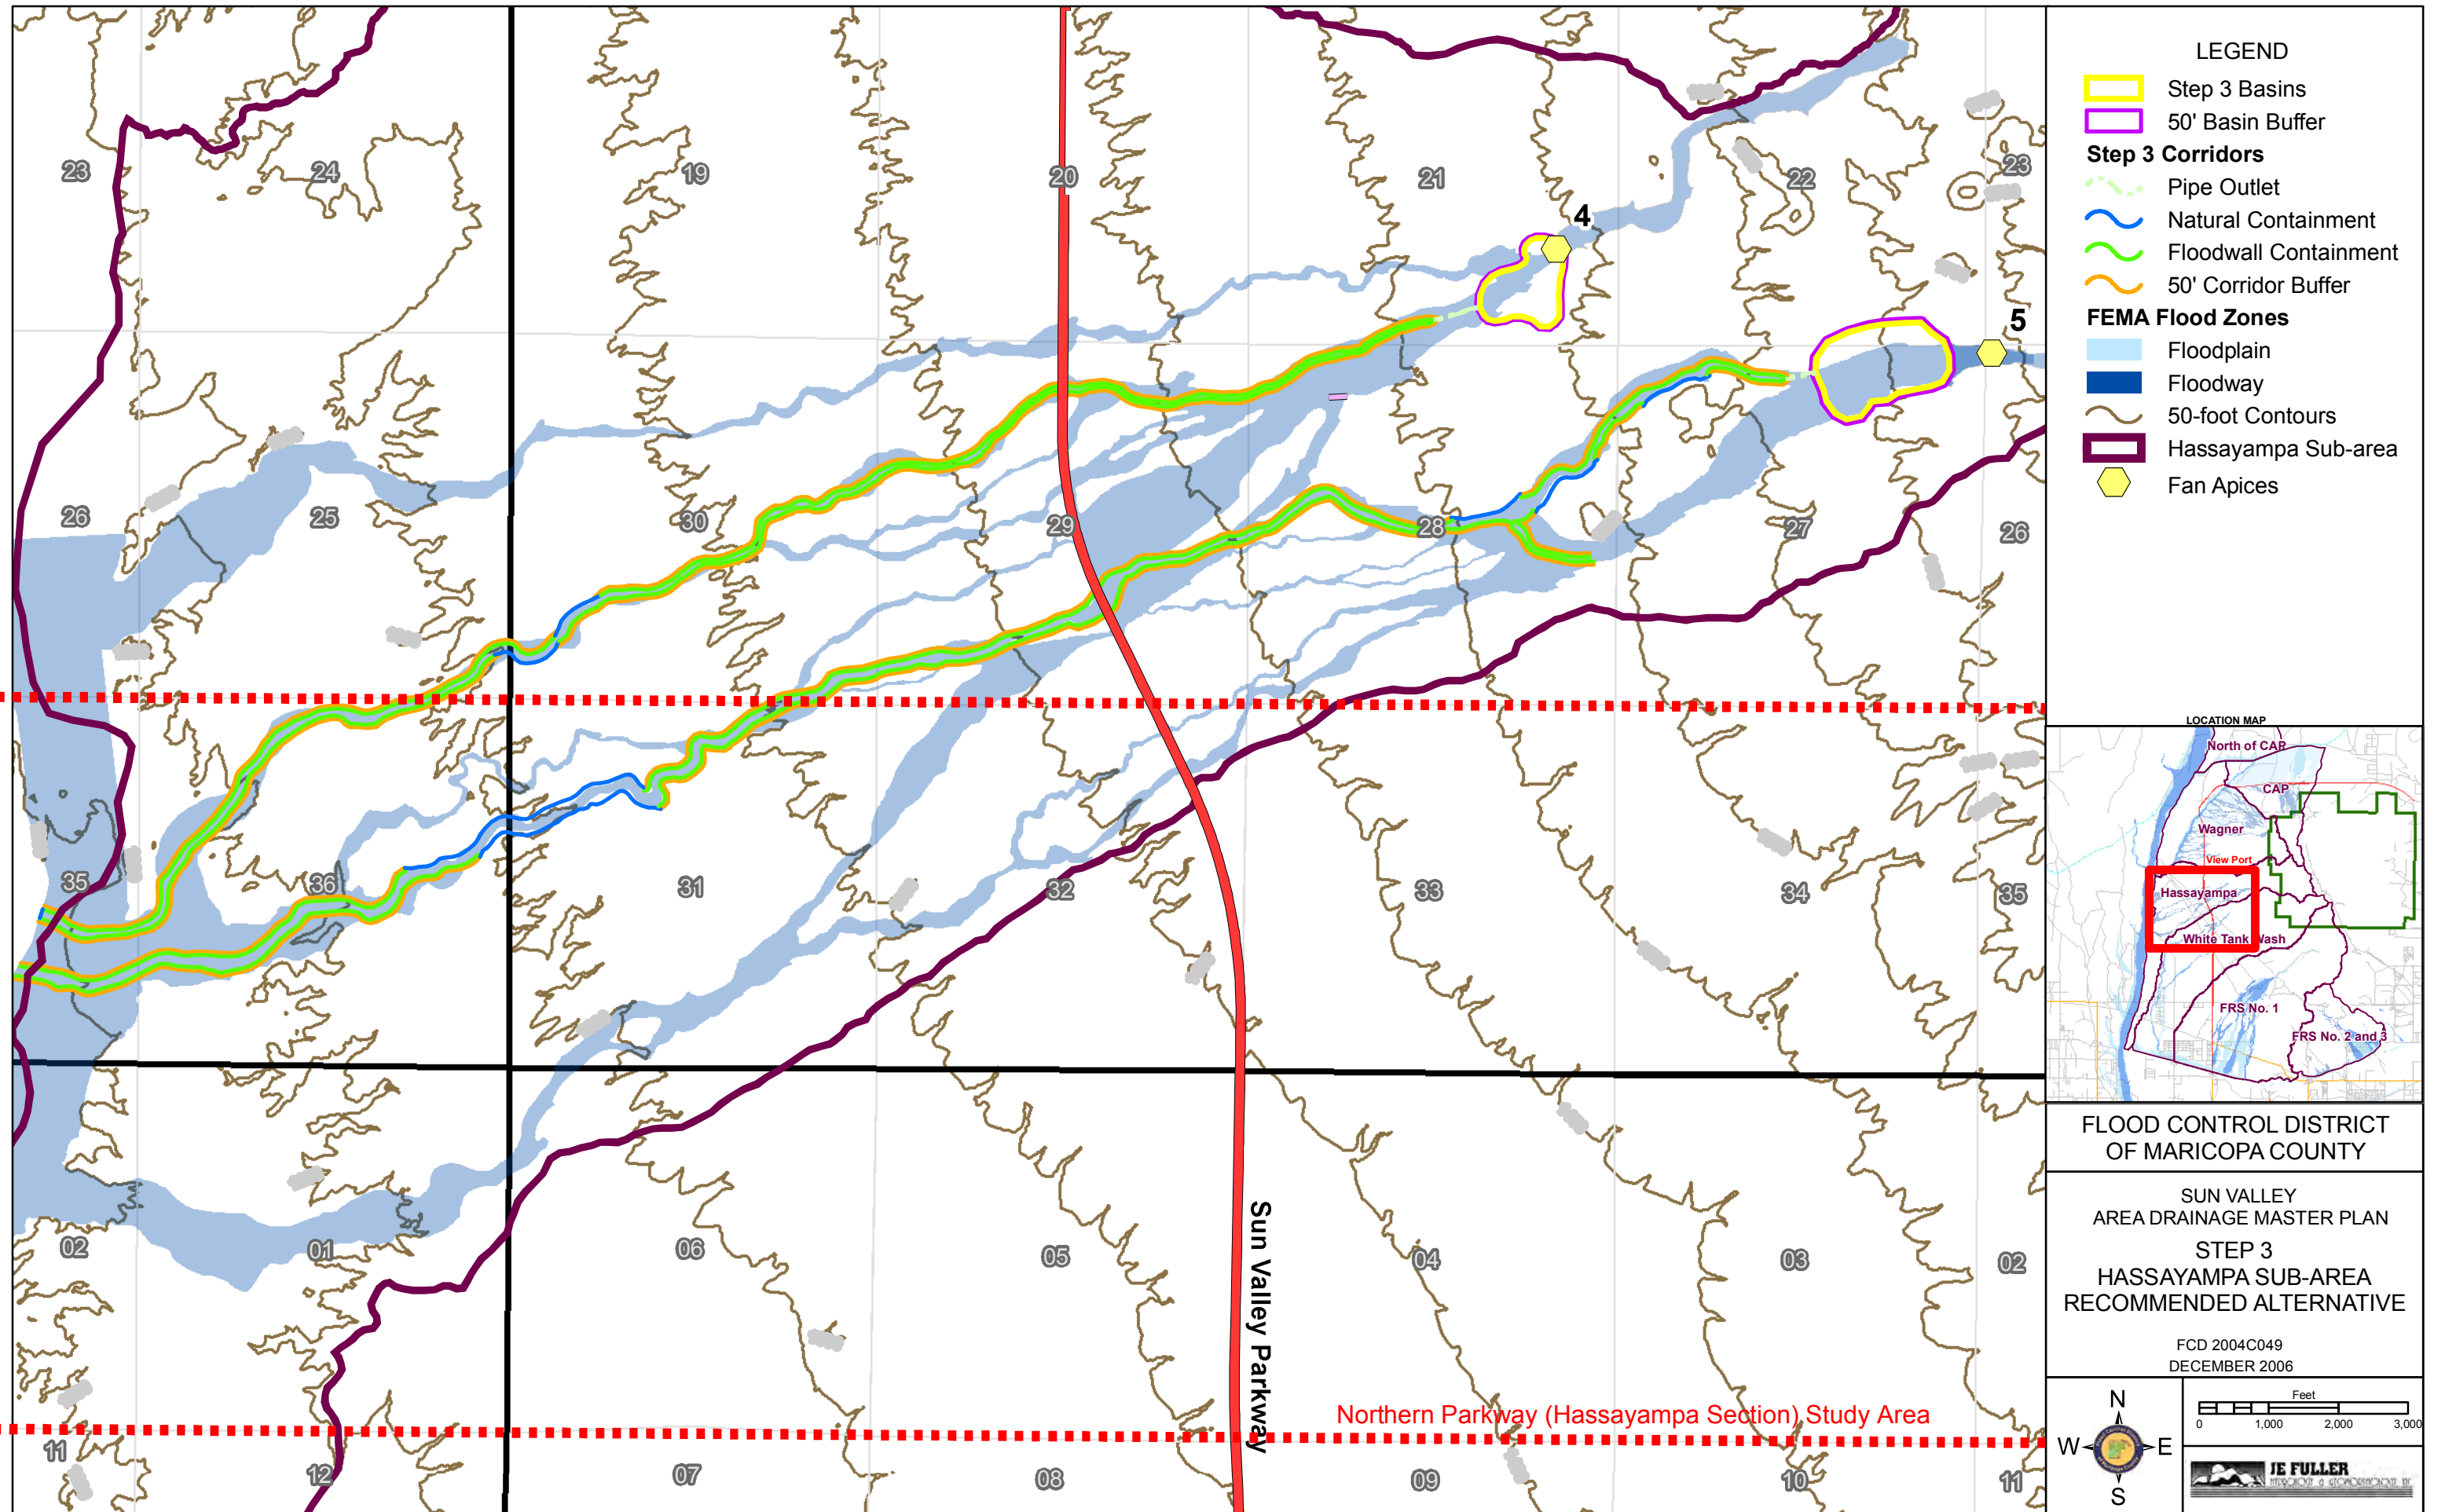 23
24
19
20
21
22
23
4
5
26
25
30
29
28
27
26
35
36
31
32
33
34
35
02
01
06
05
04
03
02
Sun Valley Parkway
Northern Parkway (Hassayampa Section) Study Area
11
12
07
08
09
10
11
LEGEND
Step 3 Basins
50' Basin Buffer
Step 3 Corridors
Pipe Outlet
Natural Containment
Floodwall Containment
50' Corridor Buffer
FEMA Flood Zones
Floodplain
Floodway
50-foot Contours
Hassayampa Sub-area
Fan Apices
LOCATION MAP
North of CAP
CAP
Wagner
View Port
Hassayampa
White Tank Wash
FRS No. 1
FRS No. 2 and 3
FLOOD CONTROL DISTRICT
OF MARICOPA COUNTY
SUN VALLEY
AREA DRAINAGE MASTER PLAN
STEP 3
HASSAYAMPA SUB-AREA
RECOMMENDED ALTERNATIVE
FCD 2004C049
DECEMBER 2006
N
W E
S
Feet
0 1,000 2,000 3,000
JE FULLER
HYDROLOGY & GEOMORPHOLOGY, INC.